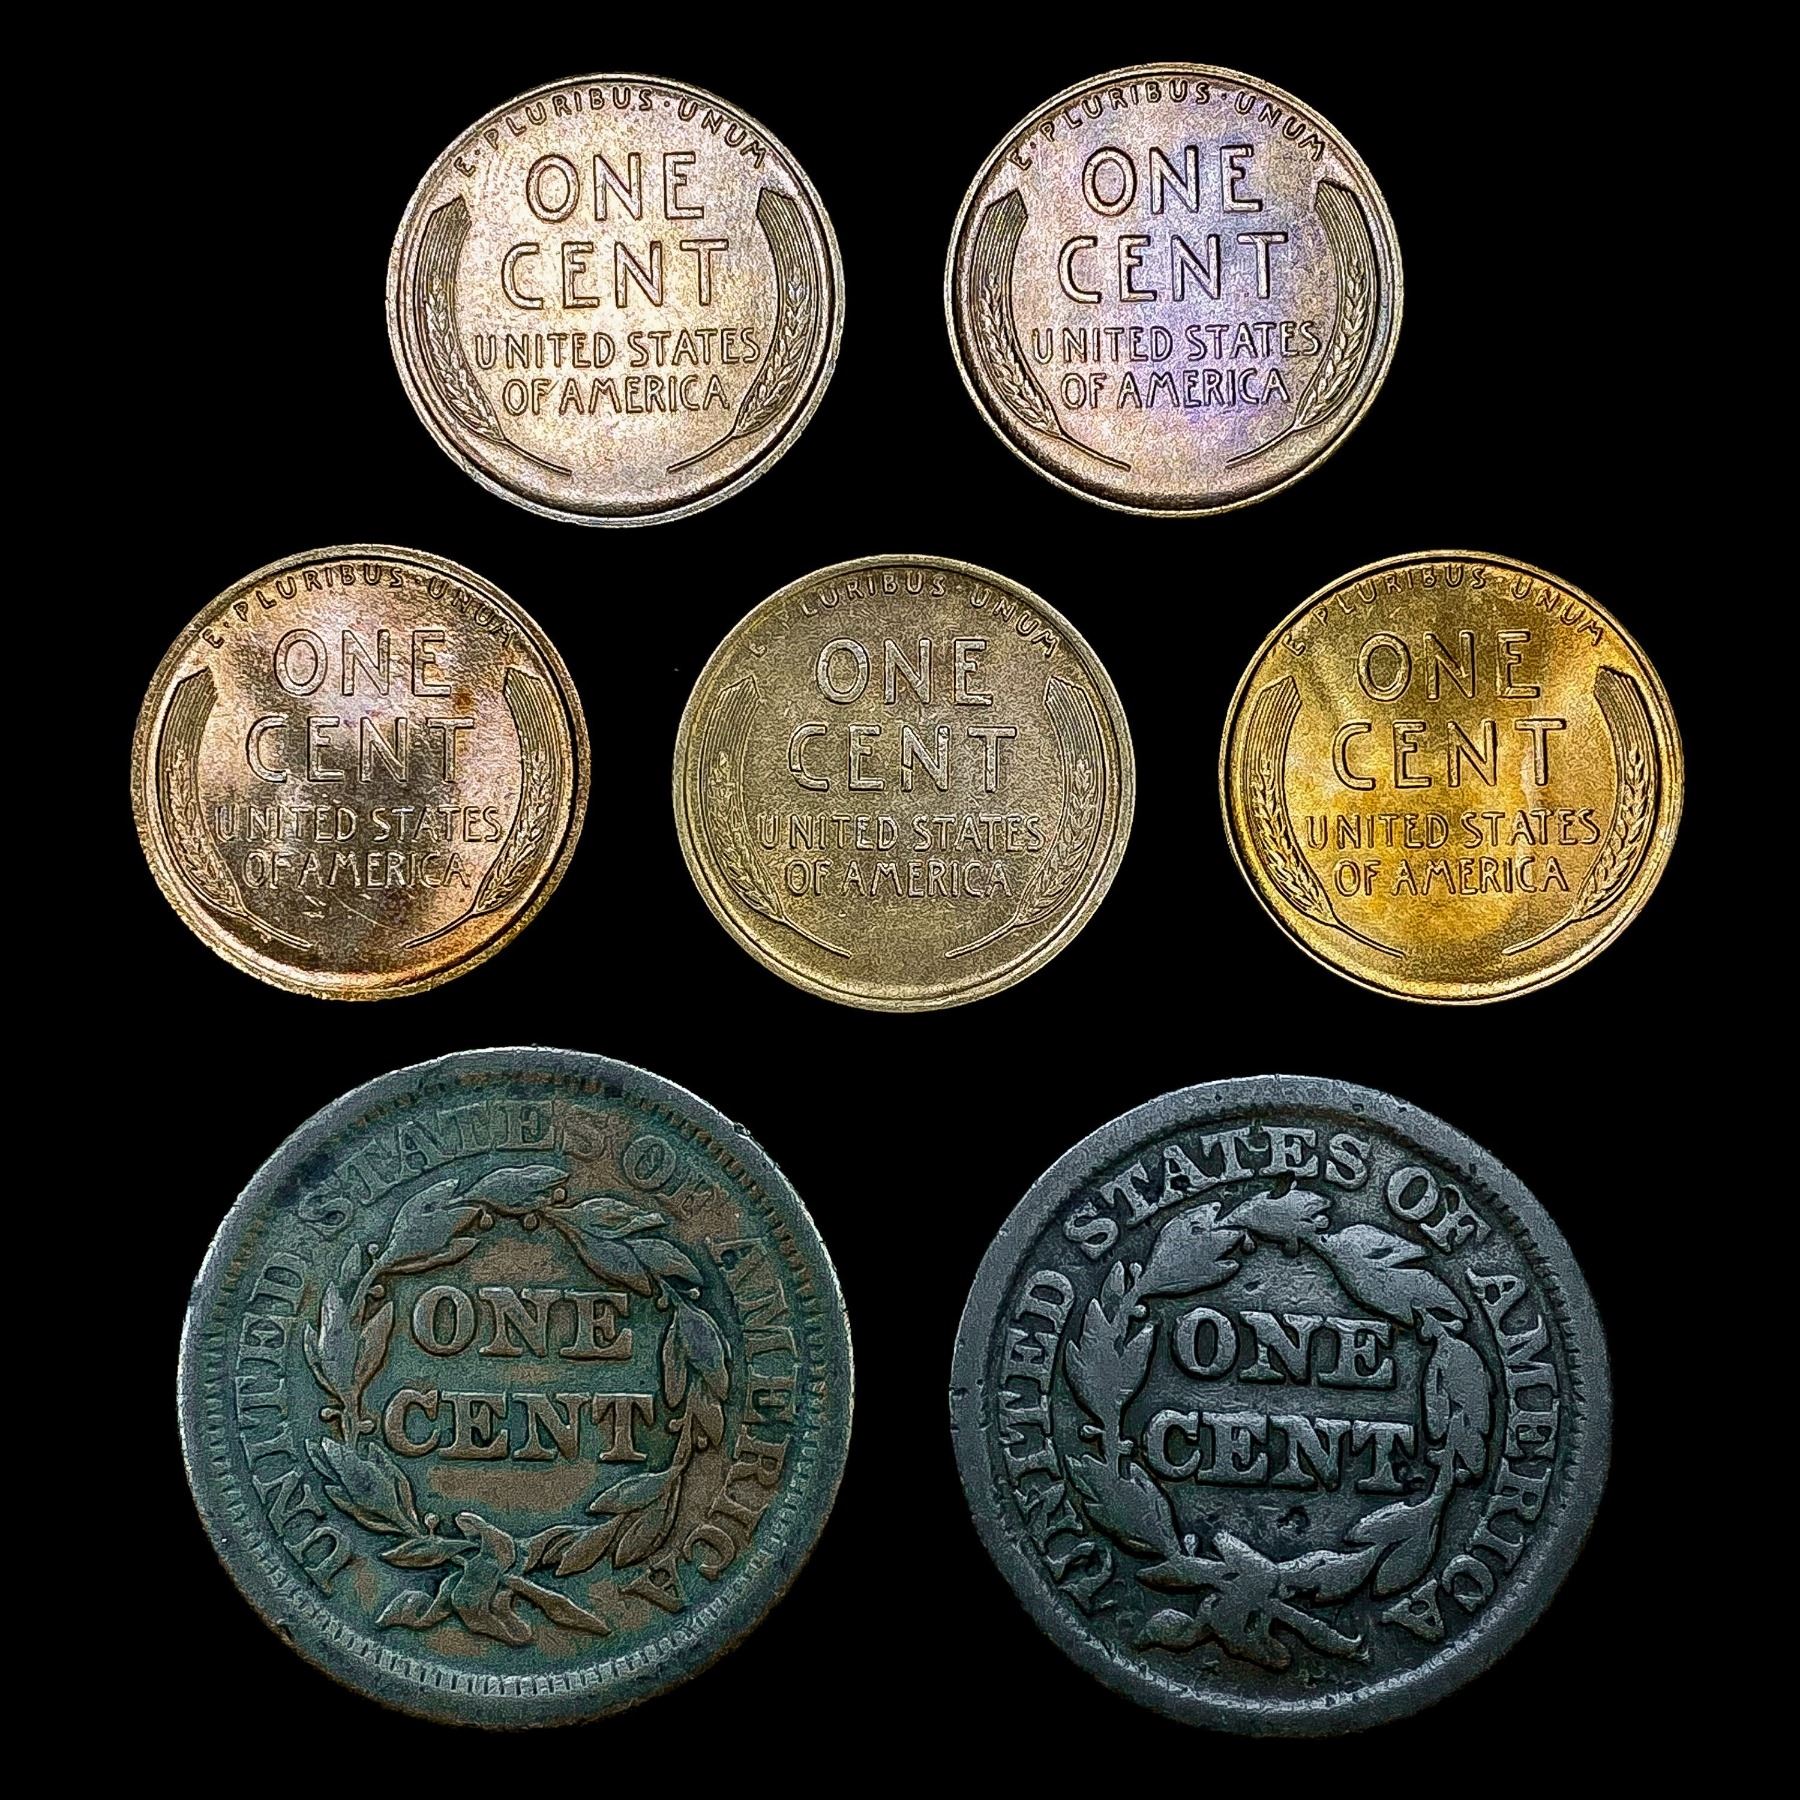 E · PLURIBUS · UNUM
ONE
CENT
UNITED STATES
OF AMERICA
E · PLURIBUS · UNUM
ONE
CENT
UNITED STATES
OF AMERICA
E · PLURIBUS · UNUM
ONE
CENT
UNITED STATES
OF AMERICA
E · PLURIBUS · UNUM
ONE
CENT
UNITED STATES
OF AMERICA
E · PLURIBUS · UNUM
ONE
CENT
UNITED STATES
OF AMERICA
UNITED STATES OF AMERICA
ONE
CENT
UNITED STATES OF AMERICA
ONE
CENT